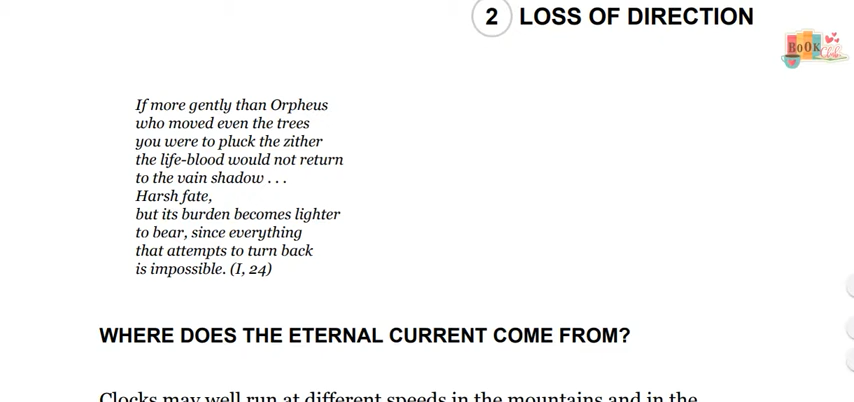 2 LOSS OF DIRECTION
BOOK
Club
If more gently than Orpheus
who moved even the trees
you were to pluck the zither
the life-blood would not return
to the vain shadow . . .
Harsh fate,
but its burden becomes lighter
to bear, since everything
that attempts to turn back
is impossible. (I, 24)
WHERE DOES THE ETERNAL CURRENT COME FROM?
Clocks may well run at different speeds in the mountains and in the